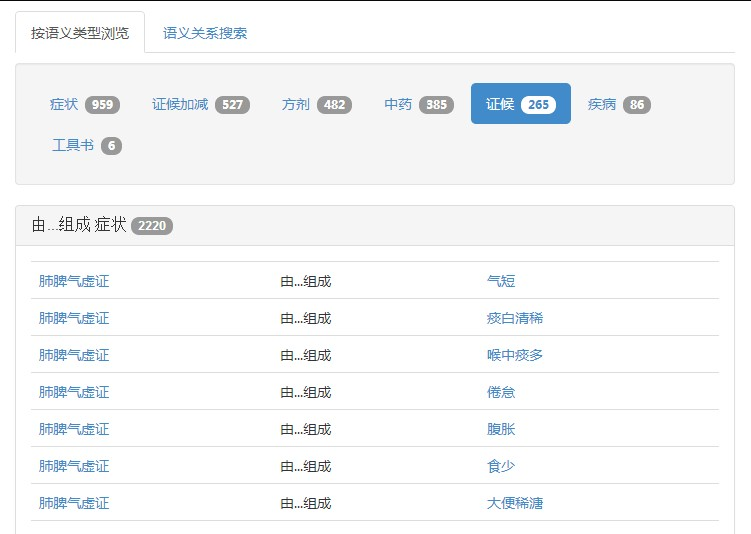 按语义类型浏览 语义关系搜索
症状 959 证候加减 527 方剂 482 中药 385 证候 265 疾病 86
工具书 6
由...组成 症状 2220
肺脾气虚证 由...组成 气短
肺脾气虚证 由...组成 痰白清稀
肺脾气虚证 由...组成 喉中痰多
肺脾气虚证 由...组成 倦怠
肺脾气虚证 由...组成 腹胀
肺脾气虚证 由...组成 食少
肺脾气虚证 由...组成 大便稀溏